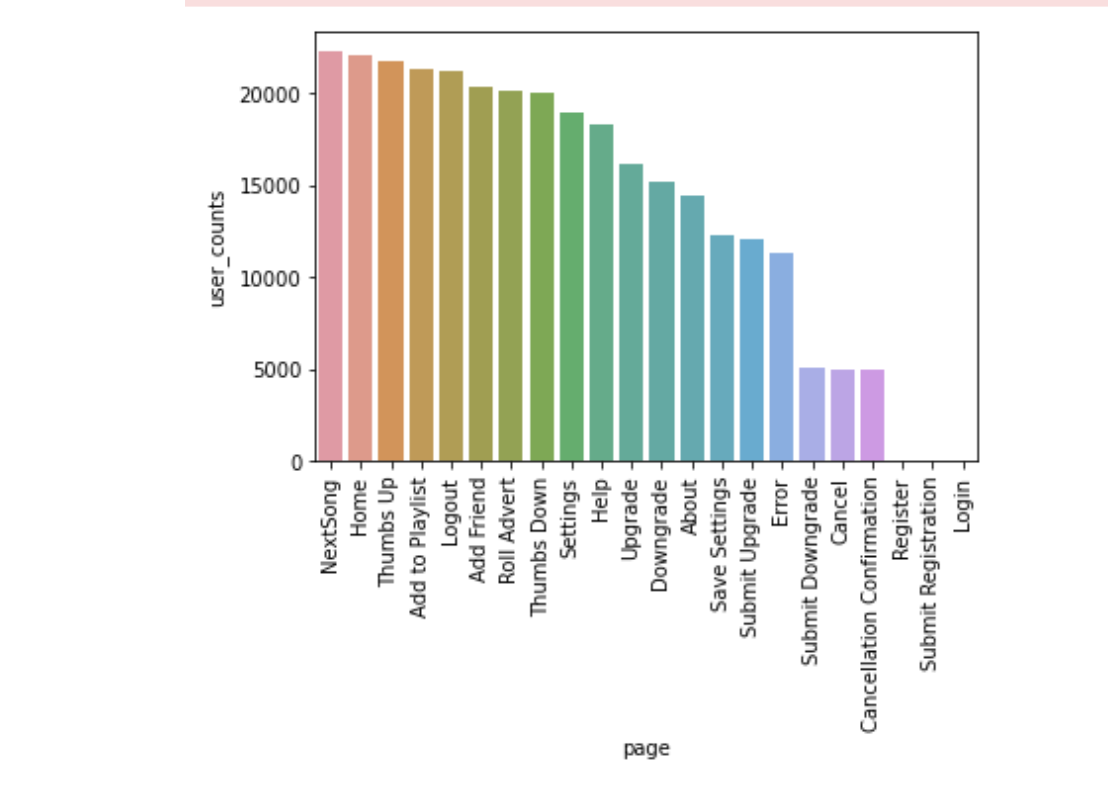 user_counts
20000
15000
10000
5000
0
NextSong
Home
Thumbs Up
Add to Playlist
Logout
Add Friend
Roll Advert
Thumbs Down
Settings
Help
Upgrade
Downgrade
About
Save Settings
Submit Upgrade
Error
Submit Downgrade
Cancel
Cancellation Confirmation
Register
Submit Registration
Login
page